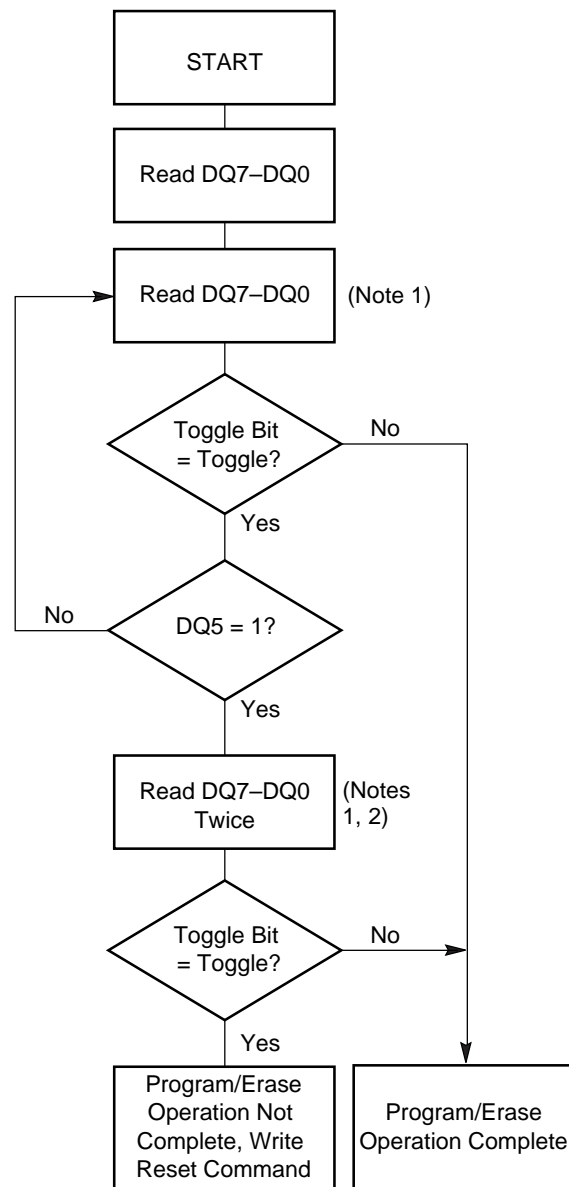 START
Read DQ7–DQ0
Read DQ7–DQ0
(Note 1)
Toggle Bit
= Toggle?
No
Yes
No
DQ5 = 1?
Yes
Read DQ7–DQ0
Twice
(Notes
1, 2)
Toggle Bit
= Toggle?
No
Yes
Program/Erase
Operation Not
Complete, Write
Reset Command
Program/Erase
Operation Complete